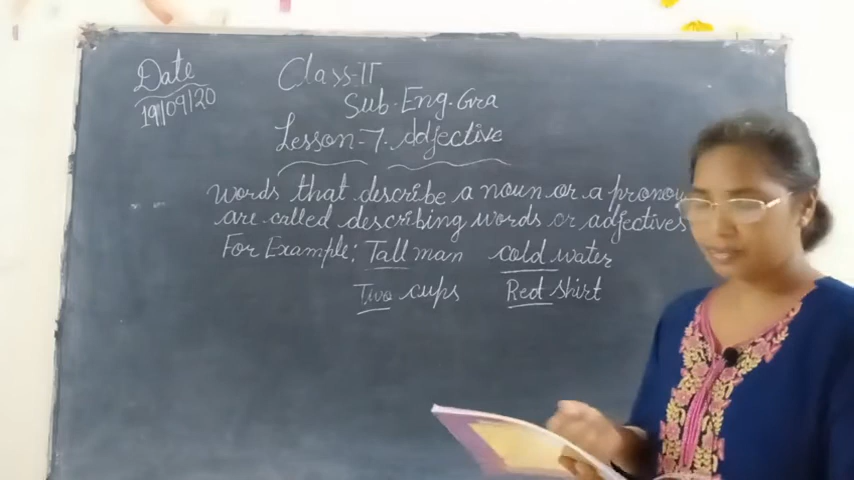 Date
19/09/20
Class-II
Sub. Eng. Gra
Lesson-7. Adjective
Words that describe a noun or a pronou
are called describing words or adjectives
For Example: Tall man cold water
Two cups Red shirt